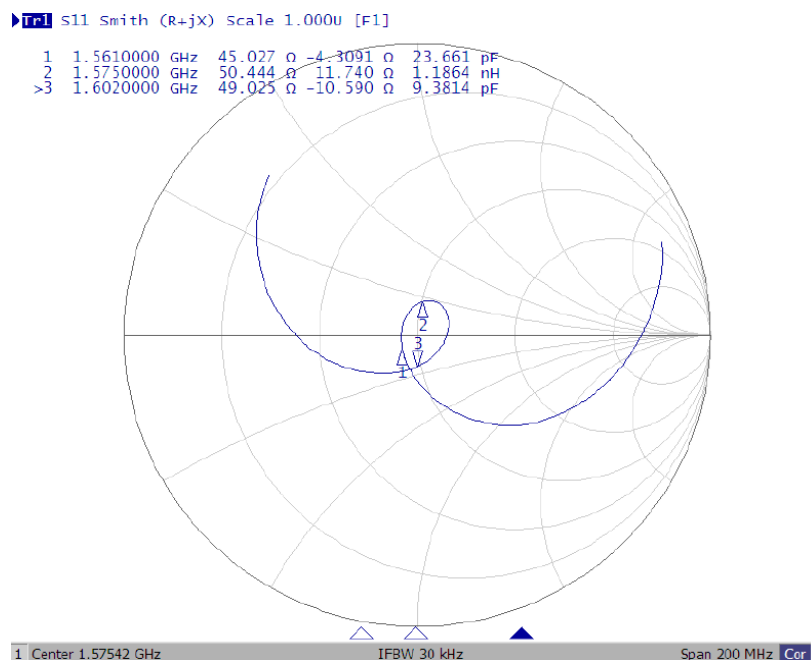 Tr1 S11 Smith (R+jX) Scale 1.000U [F1]
1 1.5610000 GHz 45.027 Ω -4.3091 Ω 23.661 pF
2 1.5750000 GHz 50.444 Ω 11.740 Ω 1.1864 nH
>3 1.6020000 GHz 49.025 Ω -10.590 Ω 9.3814 pF
2
3
1
1 Center 1.57542 GHz IFBW 30 kHz Span 200 MHz Cor